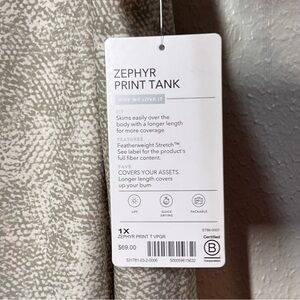 ZEPHYR
PRINT TANK
WHY WE LOVE IT
FIT
Skims easily over the
body with a longer length
for more coverage
FEATURES
Featherweight Stretch™
See label for the product's
full fiber content.
FAVE
COVERS YOUR ASSETS.
Longer length covers
up your bum
UPF
QUICK
DRYING
PACKABLE
1X
ZEPHYR PRINT T VPGR
$69.00
Certified
B
Corporation